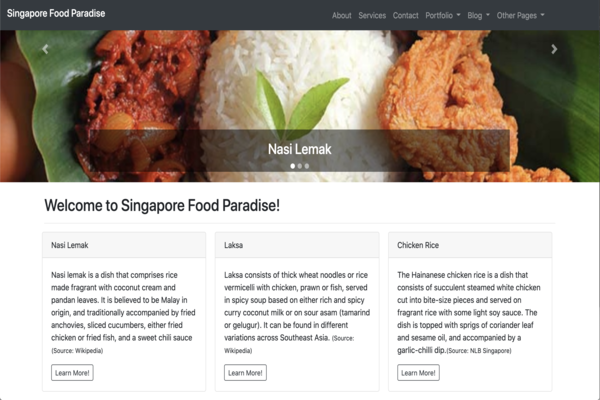 Singapore Food Paradise
About Services Contact Portfolio Blog Other Pages
Nasi Lemak
Welcome to Singapore Food Paradise!
Nasi Lemak
Nasi lemak is a dish that comprises rice
made fragrant with coconut cream and
pandan leaves. It is believed to be Malay in
origin, and traditionally accompanied by fried
anchovies, sliced cucumbers, either fried
chicken or fried fish, and a sweet chili sauce
(Source: Wikipedia)
Learn More!
Laksa
Laksa consists of thick wheat noodles or rice
vermicelli with chicken, prawn or fish, served
in spicy soup based on either rich and spicy
curry coconut milk or on sour asam (tamarind
or gelugur). It can be found in different
variations across Southeast Asia. (Source:
Wikipedia)
Learn More!
Chicken Rice
The Hainanese chicken rice is a dish that
consists of succulent steamed white chicken
cut into bite-size pieces and served on
fragrant rice with some light soy sauce. The
dish is topped with sprigs of coriander leaf
and sesame oil, and accompanied by a
garlic-chilli dip.(Source: NLB Singapore)
Learn More!